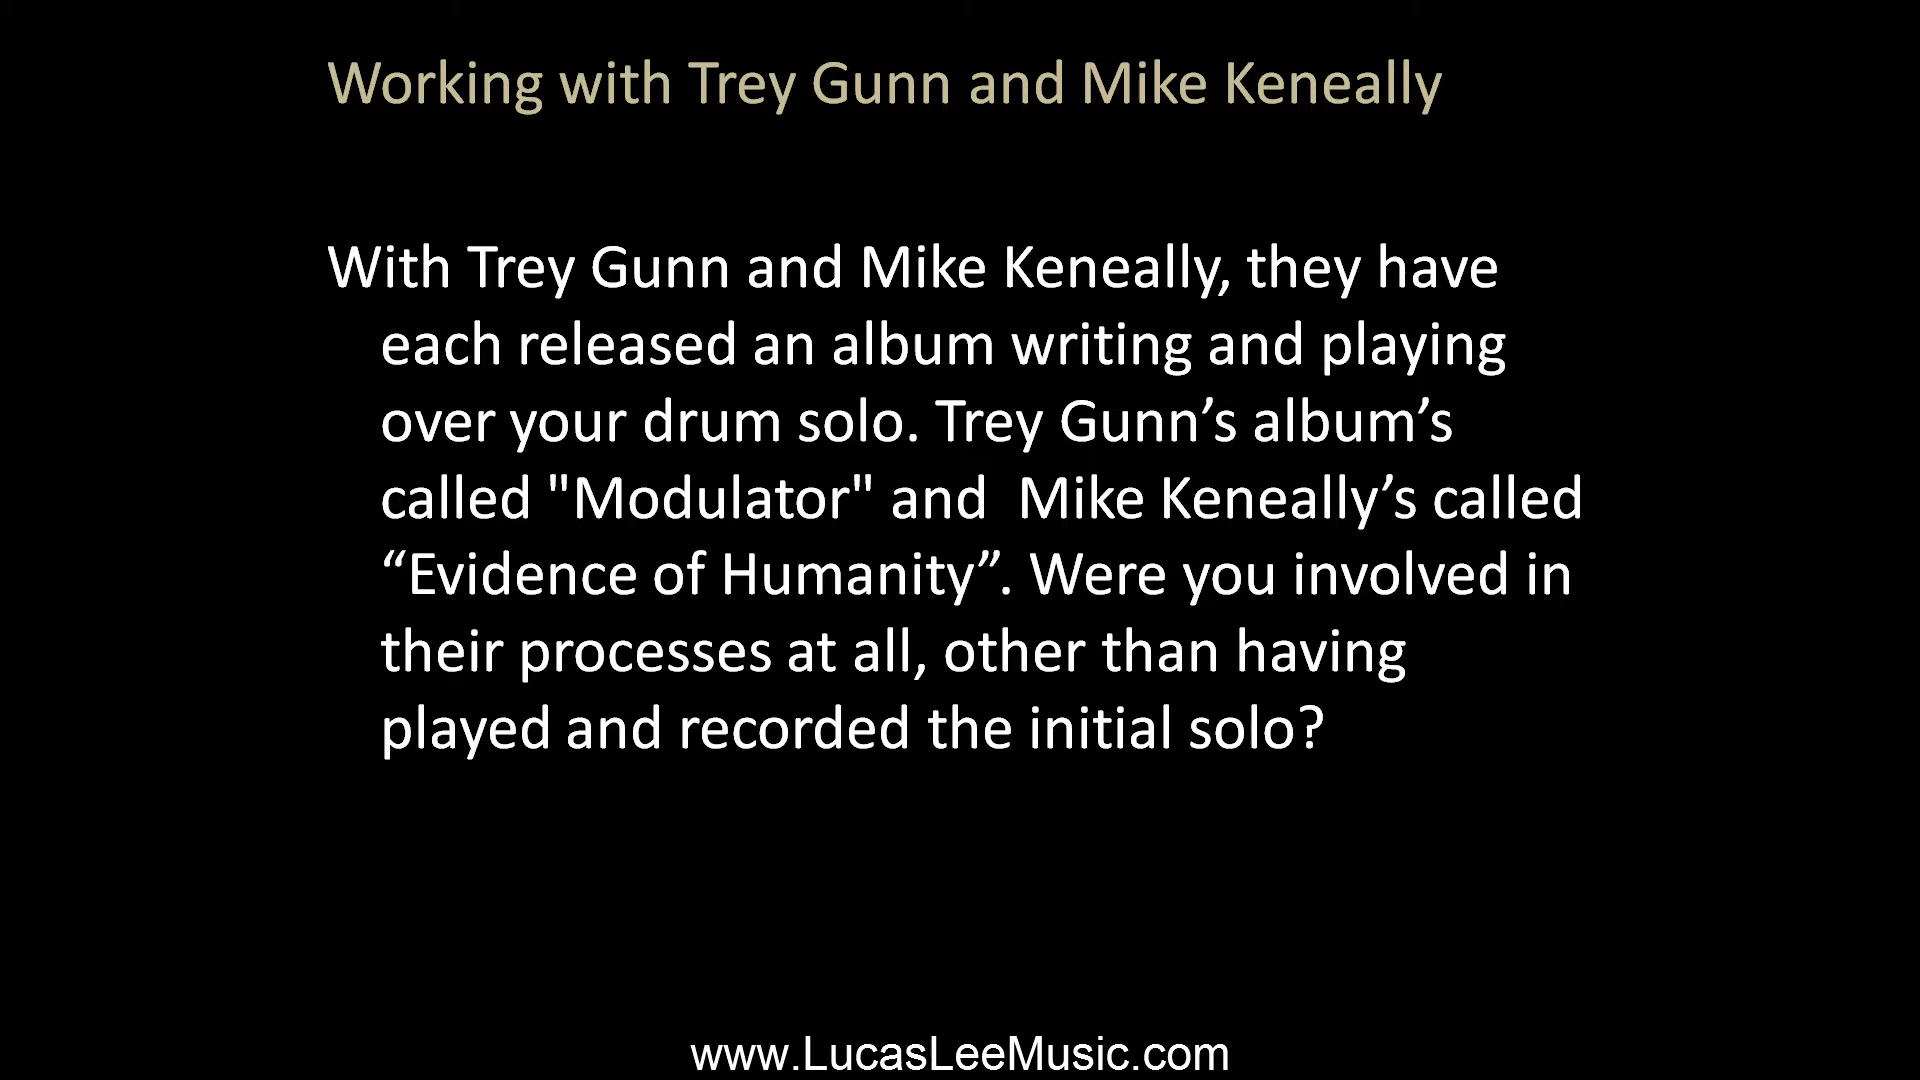 Working with Trey Gunn and Mike Keneally
With Trey Gunn and Mike Keneally, they have
each released an album writing and playing
over your drum solo. Trey Gunn’s album’s
called "Modulator" and  Mike Keneally’s called
“Evidence of Humanity”. Were you involved in
their processes at all, other than having
played and recorded the initial solo?
www.LucasLeeMusic.com